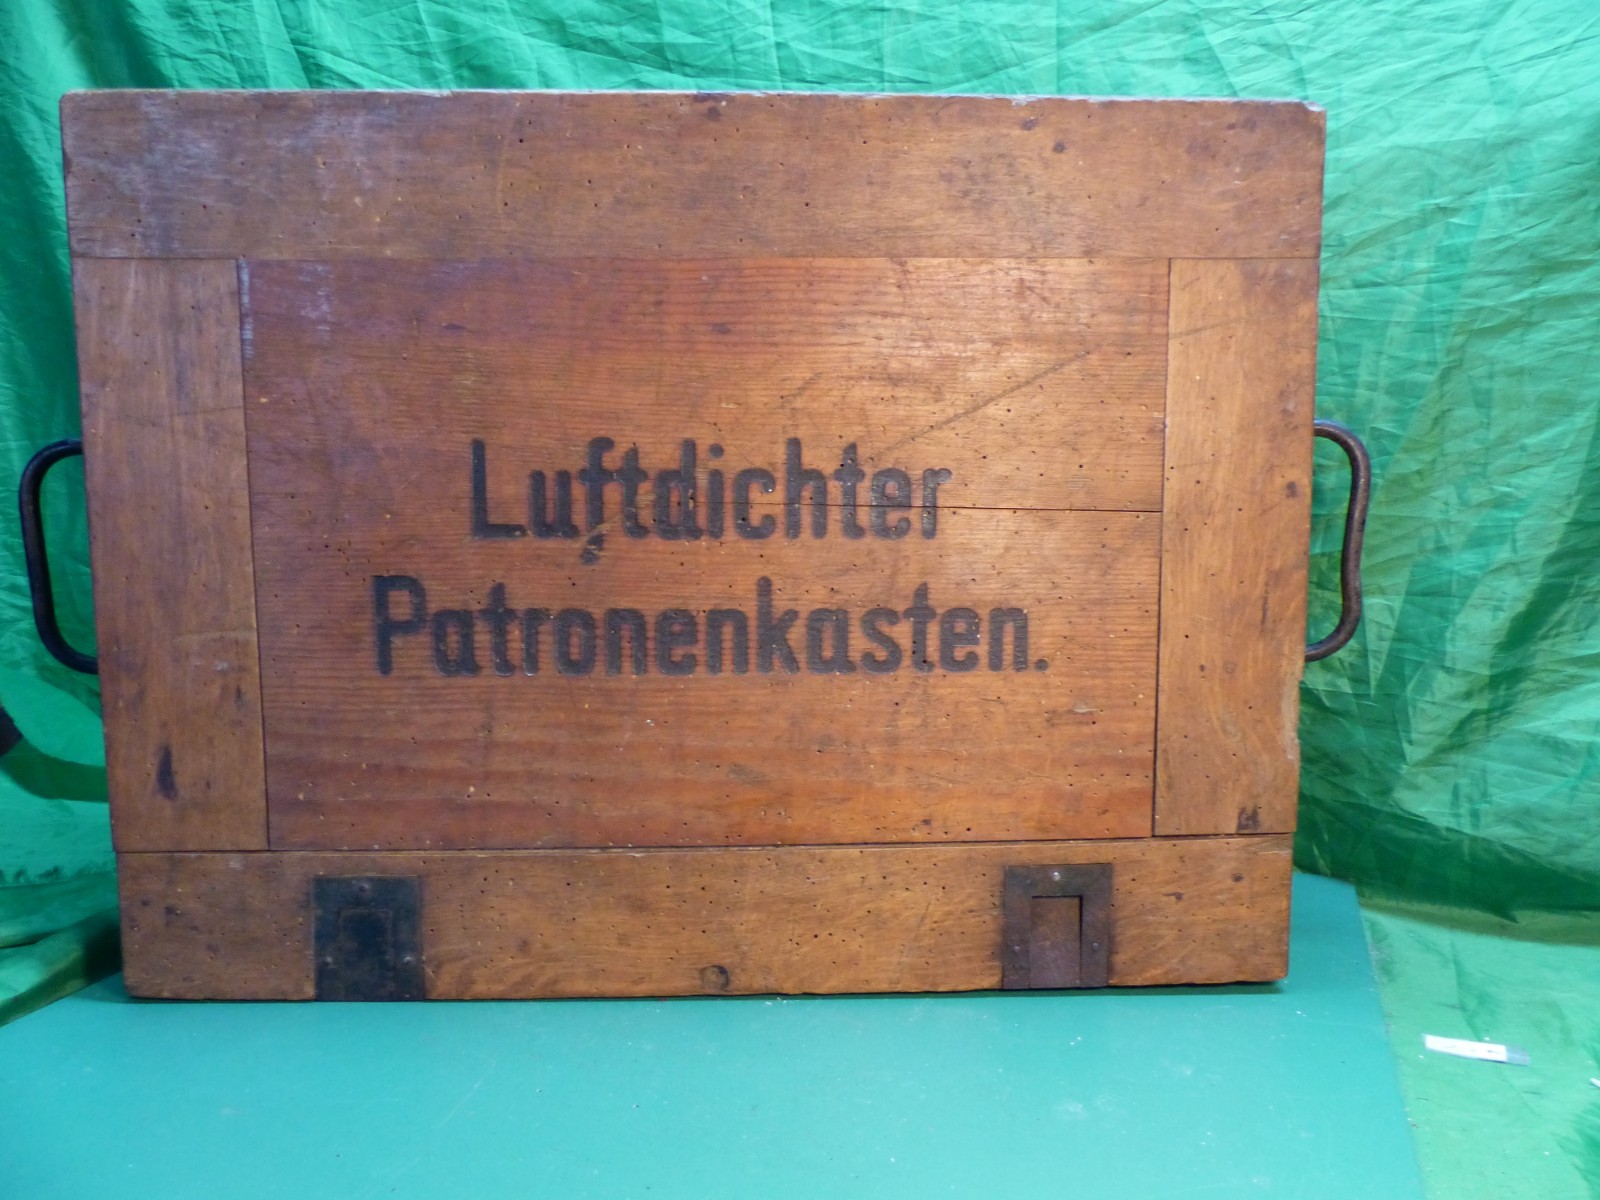 Luftdichter
Patronenkasten.